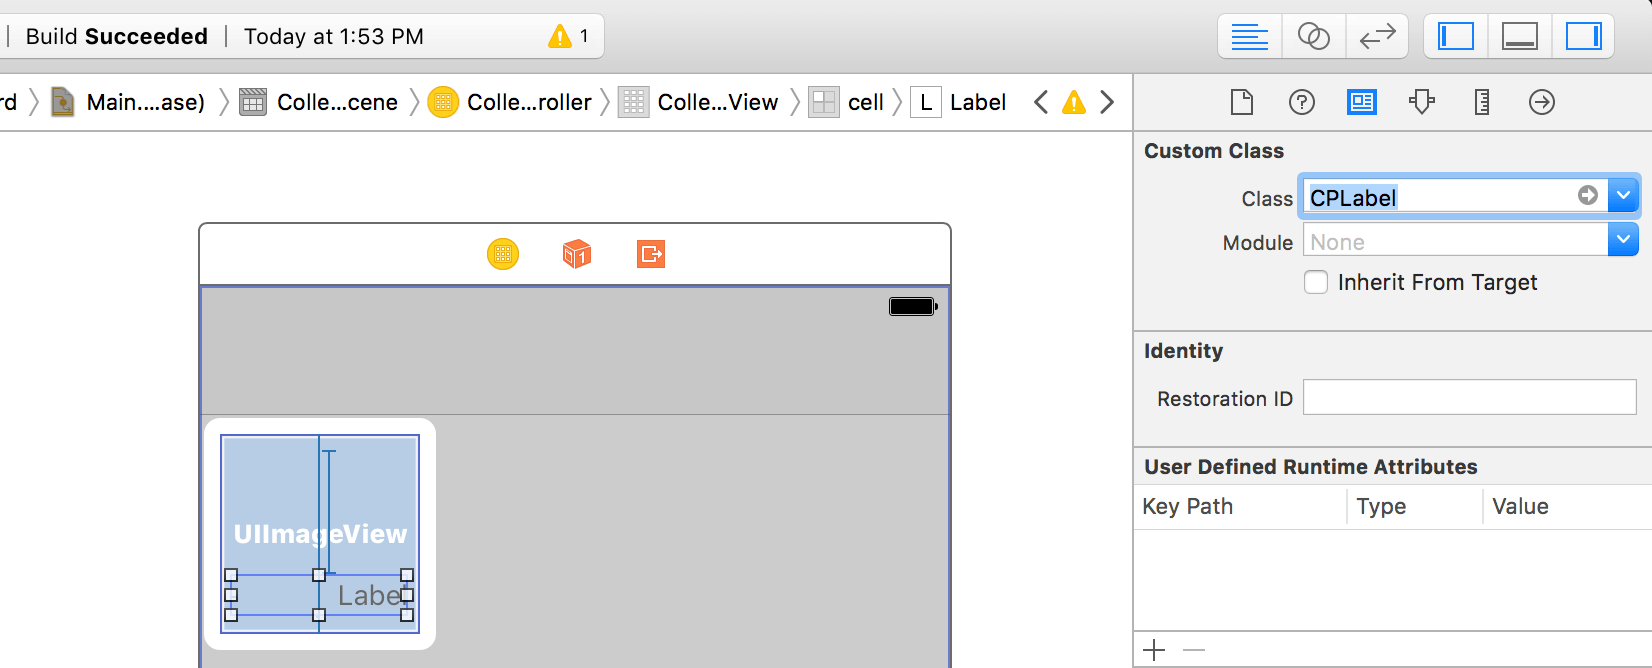 Build Succeeded | Today at 1:53 PM 1
rd Main....ase) Colle...cene Colle...roller Colle...View cell L Label
Custom Class
Class CPLabel
Module None
Inherit From Target
1
Identity
Restoration ID
User Defined Runtime Attributes
Key Path Type Value
UIImageView
Label